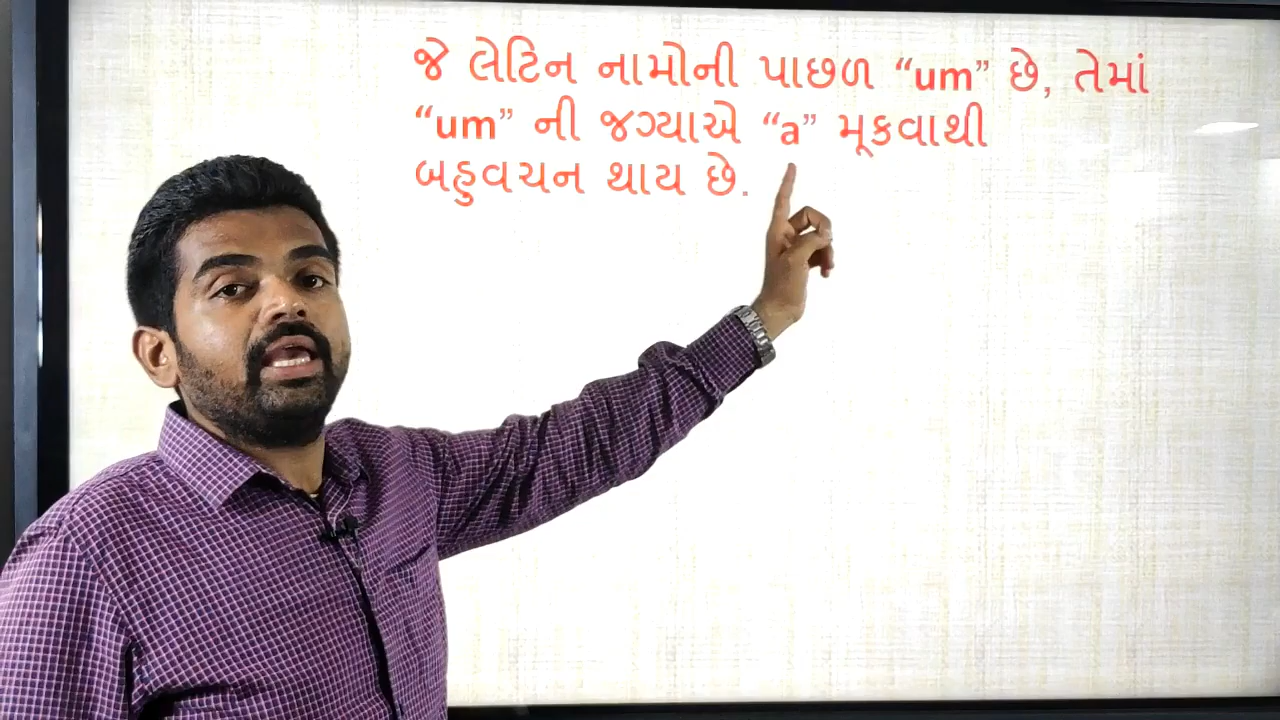 જે લેટિન નામોની પાછળ “um” છે, તેમાં
“um” ની જગ્યાએ “a” મૂકવાથી
બહુવચન થાય છે.